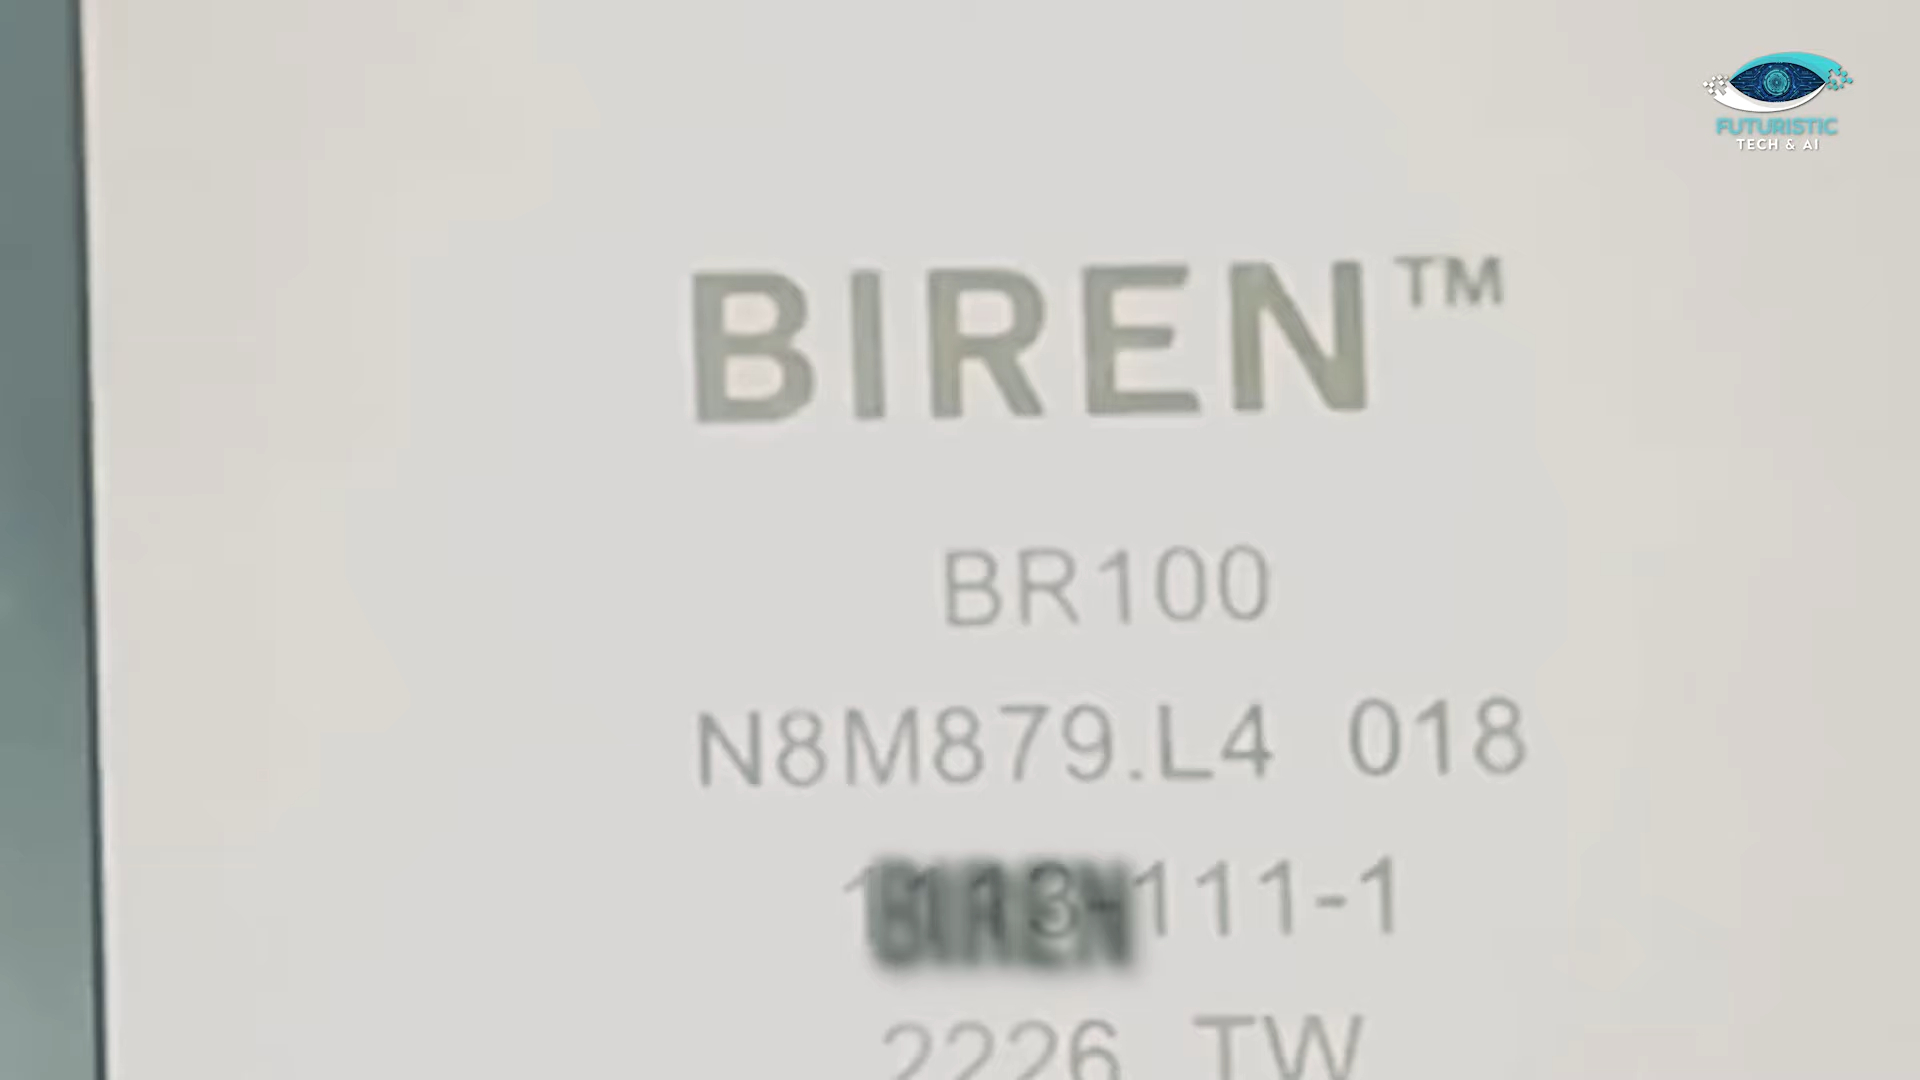 FUTURISTIC
TECH & AI
BIREN™
BR100
N8M879.L4 018
111-1
2226 TW